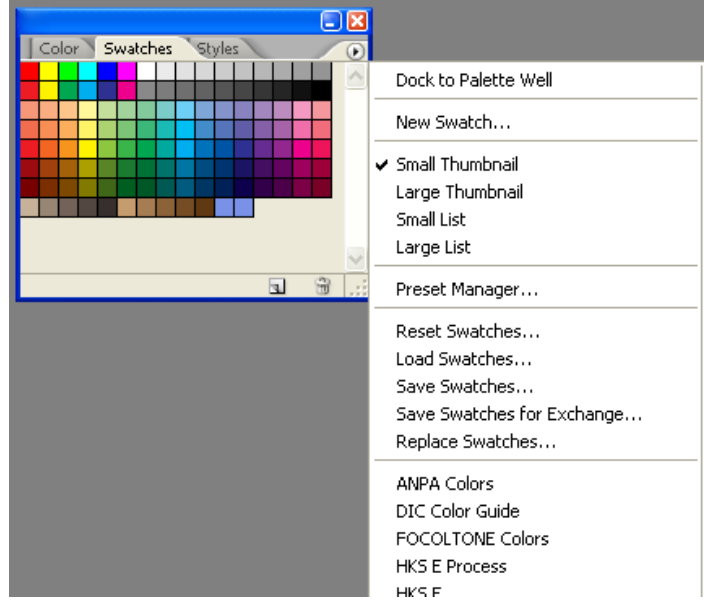 Color Swatches Styles
Dock to Palette Well
New Swatch...
Small Thumbnail
Large Thumbnail
Small List
Large List
Preset Manager...
Reset Swatches...
Load Swatches...
Save Swatches...
Save Swatches for Exchange...
Replace Swatches...
ANPA Colors
DIC Color Guide
FOCOLTONE Colors
HKS E Process
HKS E